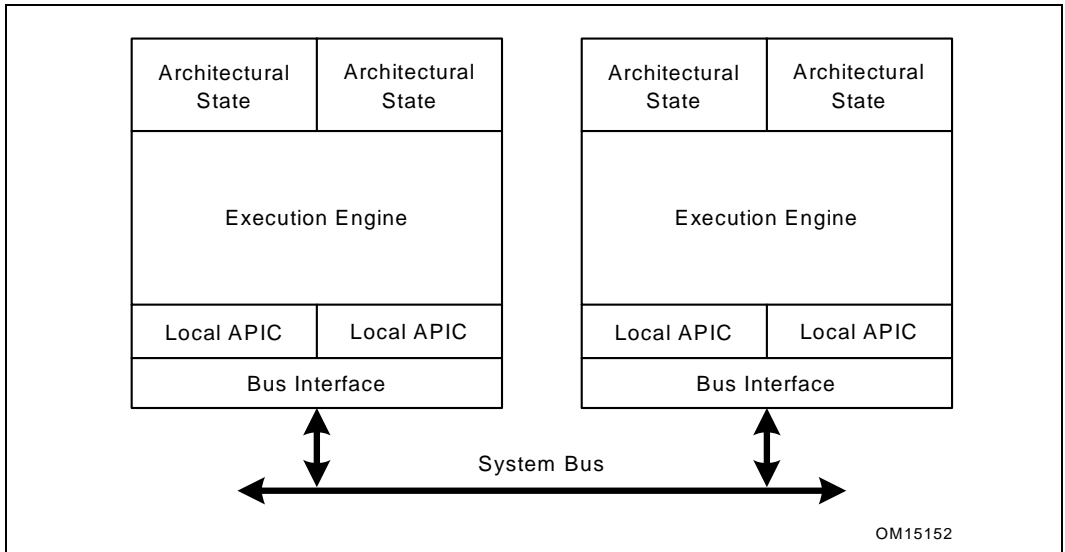 Architectural
State
Architectural
State
Architectural
State
Architectural
State
Execution Engine
Execution Engine
Local APIC
Local APIC
Local APIC
Local APIC
Bus Interface
Bus Interface
System Bus
OM15152